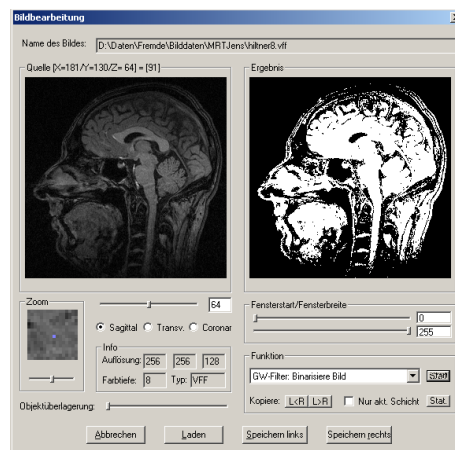 Bildbearbeitung
Name des Bildes: D:\Daten\Fremde\Bilddaten\MRTJens\hiltner8.vff
Quelle [X=181/Y=130/Z= 64] = [91]
Ergebnis
Zoom
64
Sagittal Transv. Coronar
Info
Auflösung: 256 256 128
Farbtiefe: 8 Typ: VFF
Objektüberlagerung:
Fensterstart/Fensterbreite
0
255
Funktion
GW-Filter: Binarisiere Bild Start
Kopiere: L<R L>R Nur akt. Schicht Stat.
Abbrechen Laden Speichern links Speichern rechts